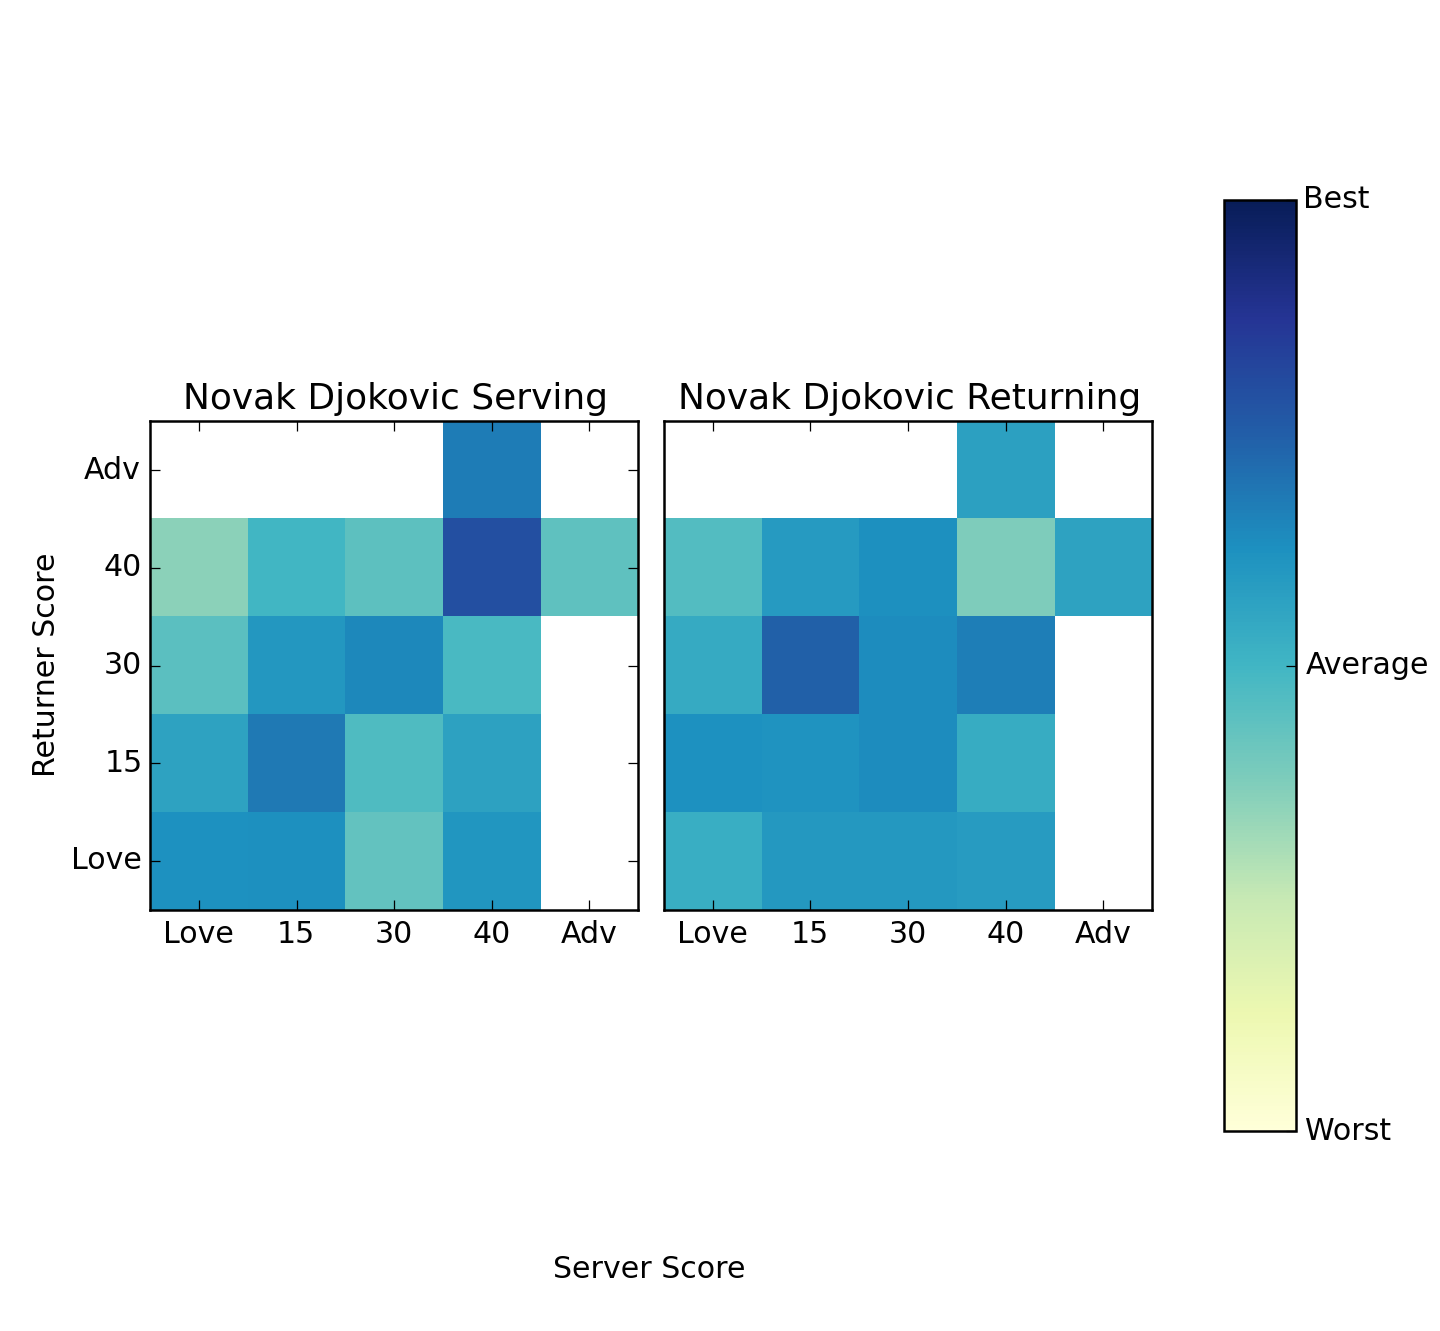 Novak Djokovic Serving
Novak Djokovic Returning
Best
Average
Worst
Returner Score
Adv
40
30
15
Love
Love 15 30 40 Adv
Love 15 30 40 Adv
Server Score